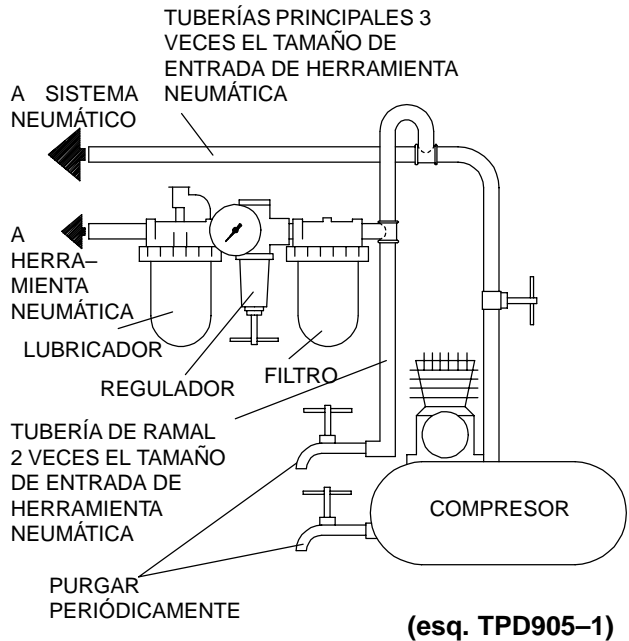 TUBERÍAS PRINCIPALES 3
VECES EL TAMAÑO DE
ENTRADA DE HERRAMIENTA
NEUMÁTICA
A SISTEMA
NEUMÁTICO
A
HERRA–
MIENTA
NEUMÁTICA
LUBRICADOR
REGULADOR
FILTRO
TUBERÍA DE RAMAL
2 VECES EL TAMAÑO
DE ENTRADA DE
HERRAMIENTA
NEUMÁTICA
COMPRESOR
PURGAR
PERIÓDICAMENTE
(esq. TPD905–1)